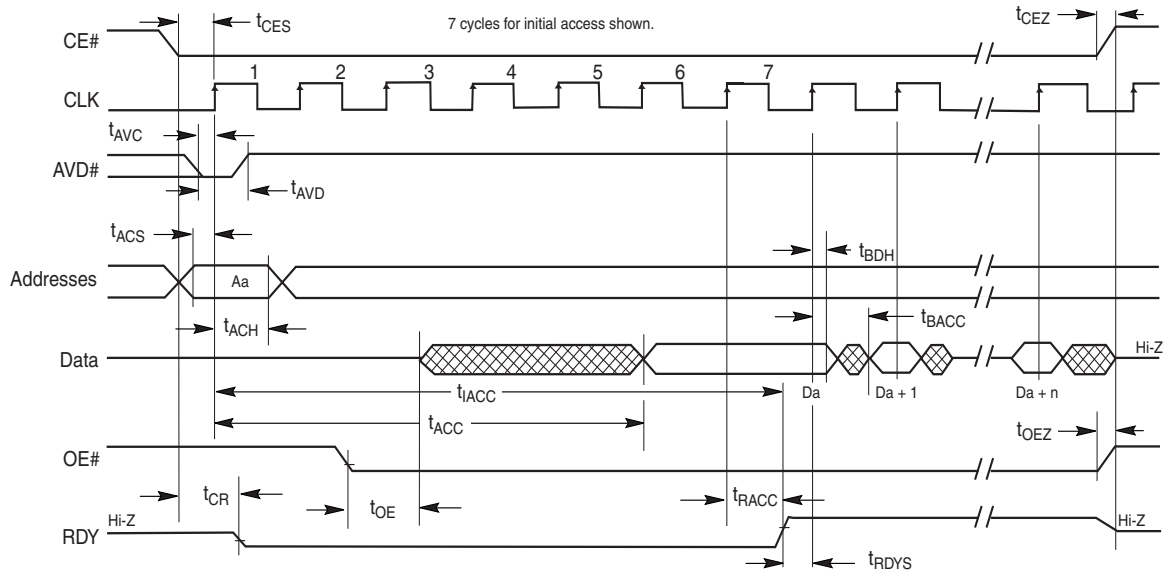 tCES
7 cycles for initial access shown.
tCEZ
CE#
1 2 3 4 5 6 7
CLK
tAVC
AVD#
tAVD
tACS
tBDH
Addresses
Aa
tACH
tBACC
Data
Hi-Z
tIACC
Da
Da + 1
Da + n
tACC
tOEZ
OE#
tCR
tOE
tRACC
Hi-Z
Hi-Z
RDY
tRDYS